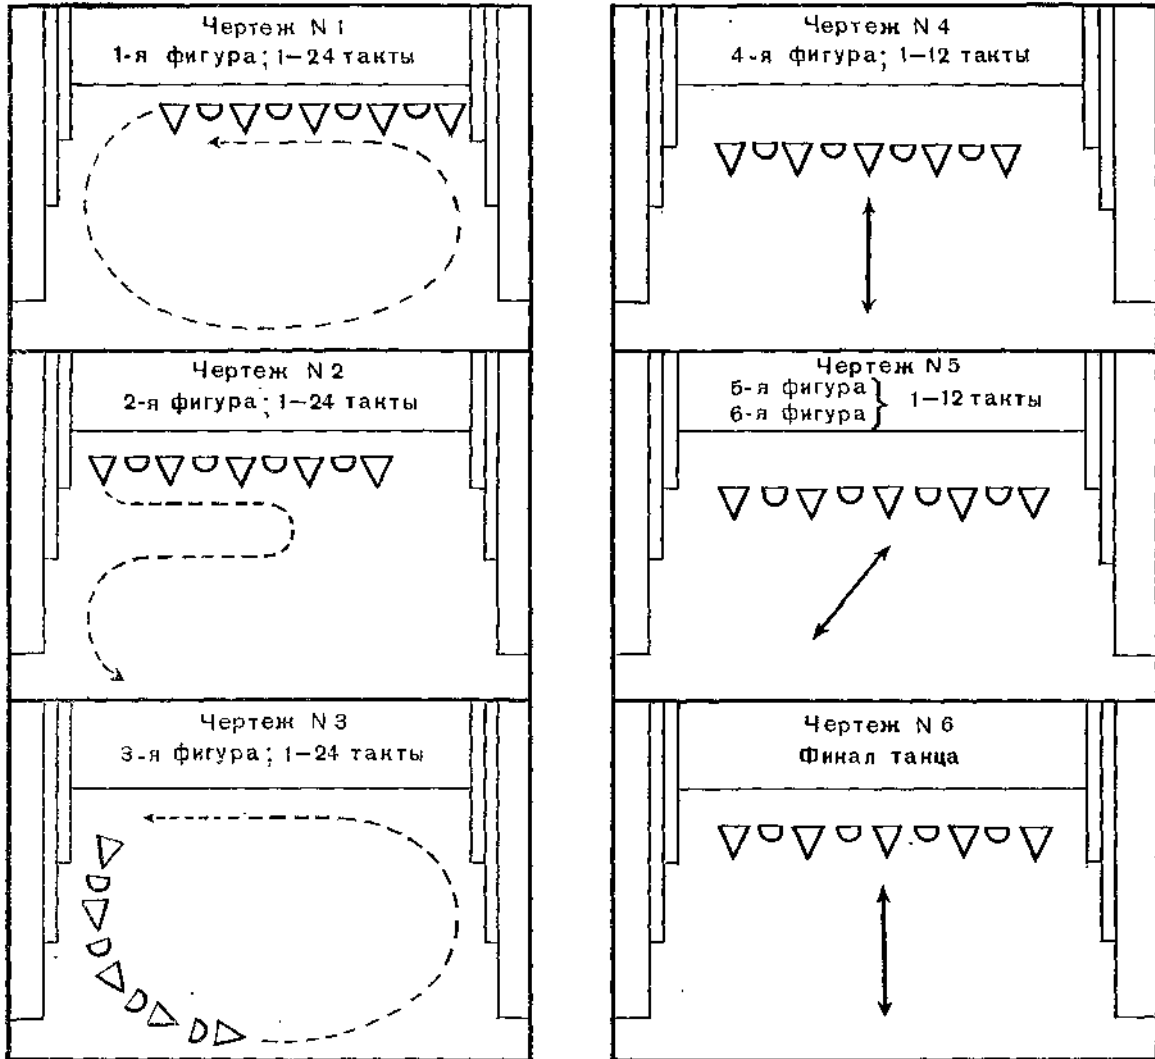 Чертеж N 1
1-я фигура; 1—24 такты
Чертеж N 2
2-я фигура; 1—24 такты
Чертеж N 3
3-я фигура; 1—24 такты
Чертеж N 4
4-я фигура; 1—12 такты
Чертеж N 5
5-я фигура
6-я фигура } 1—12 такты
Чертеж N 6
Финал танца